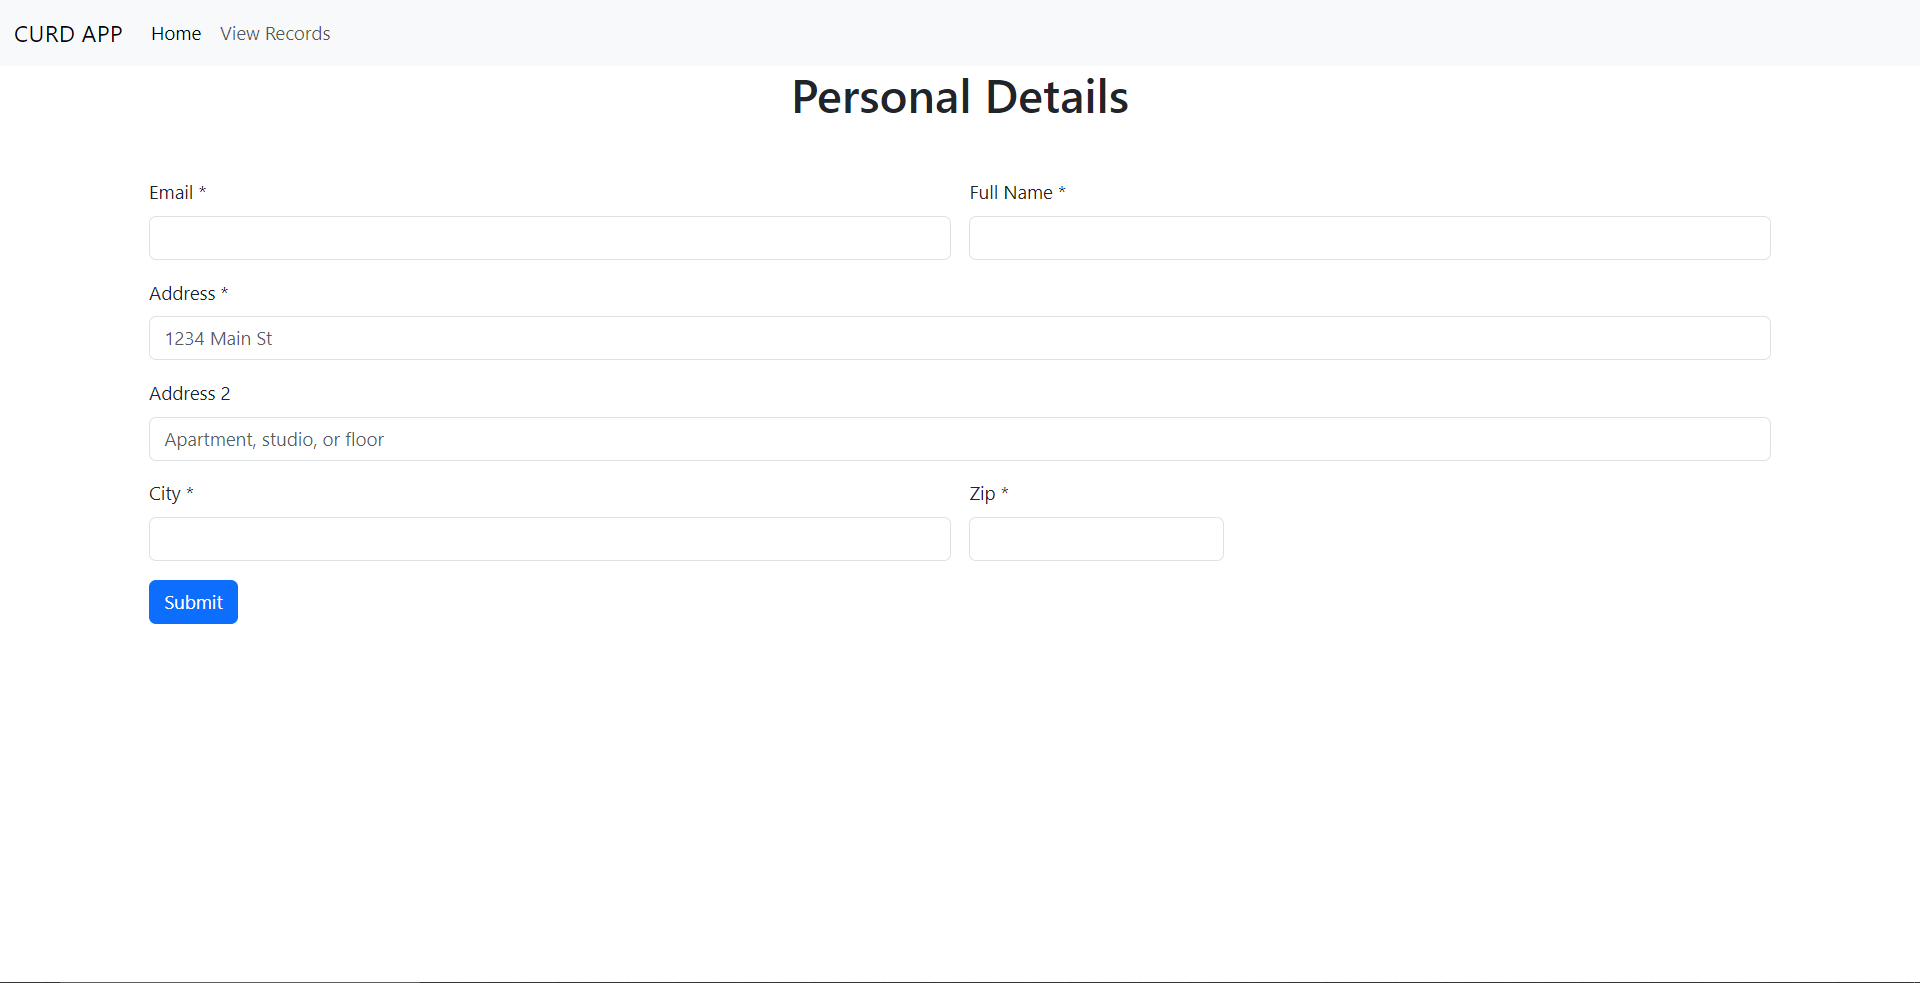 CURD APP Home View Records
Personal Details
Email * Full Name *
Address *
1234 Main St
Address 2
Apartment, studio, or floor
City * Zip *
Submit